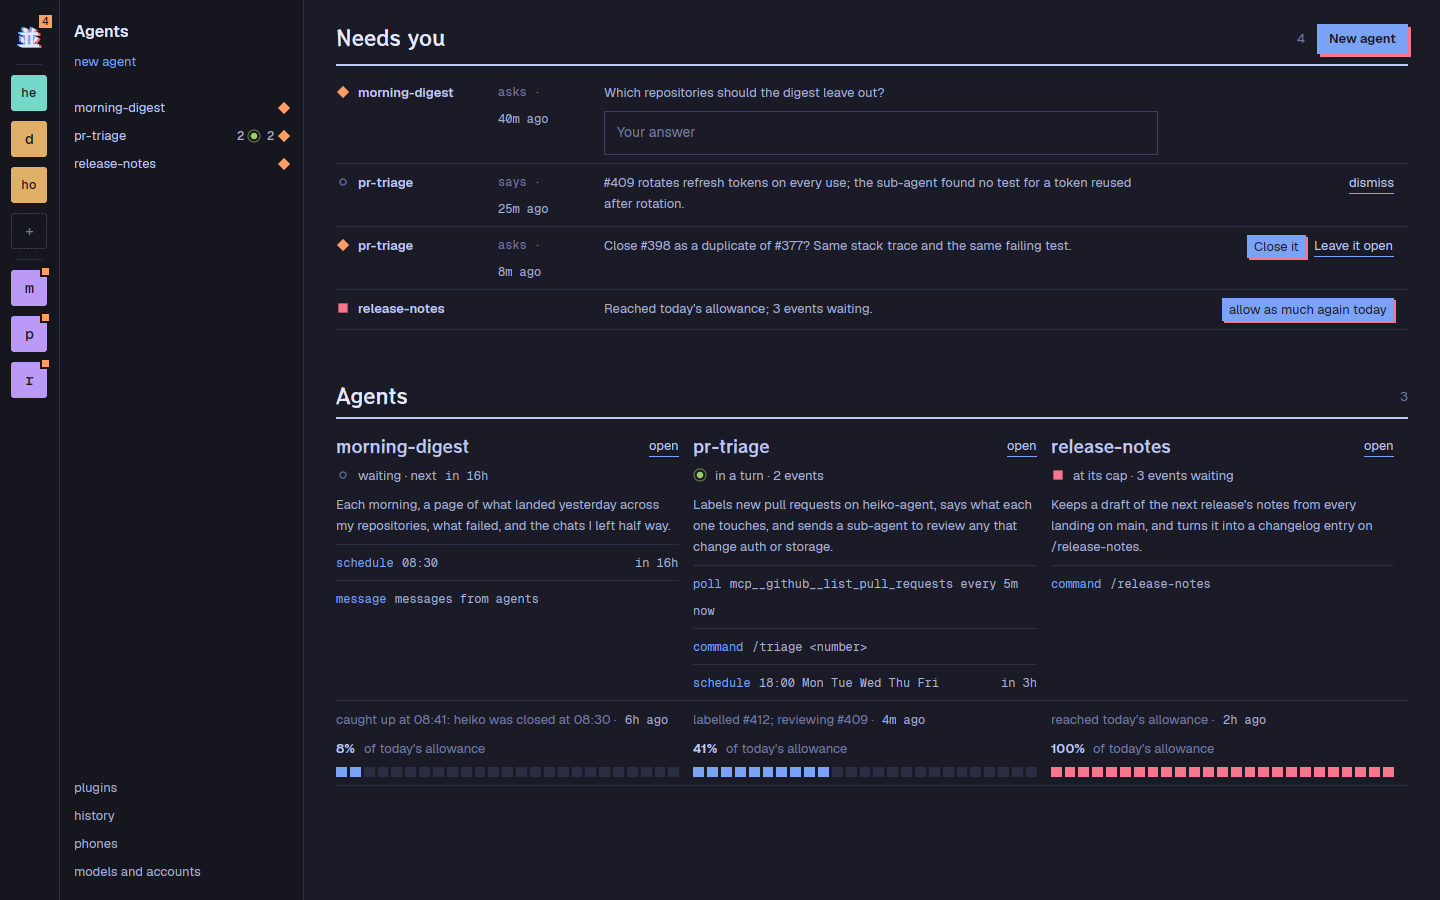 4
he
d
ho
+
m
p
r
Agents
new agent
morning-digest
pr-triage 2 2
release-notes
plugins
history
phones
models and accounts
Needs you 4 New agent
morning-digest asks · Which repositories should the digest leave out?
40m ago
Your answer
pr-triage says · #409 rotates refresh tokens on every use; the sub-agent found no test for a token reused dismiss
25m ago after rotation.
pr-triage asks · Close #398 as a duplicate of #377? Same stack trace and the same failing test. Close it Leave it open
8m ago
release-notes Reached today's allowance; 3 events waiting. allow as much again today
Agents 3
morning-digest open
waiting · next in 16h
Each morning, a page of what landed yesterday across
my repositories, what failed, and the chats I left half way.
schedule 08:30 in 16h
message messages from agents
caught up at 08:41: heiko was closed at 08:30 · 6h ago
8% of today's allowance
pr-triage open
in a turn · 2 events
Labels new pull requests on heiko-agent, says what each
one touches, and sends a sub-agent to review any that
change auth or storage.
poll mcp__github__list_pull_requests every 5m
now
command /triage <number>
schedule 18:00 Mon Tue Wed Thu Fri in 3h
labelled #412; reviewing #409 · 4m ago
41% of today's allowance
release-notes open
at its cap · 3 events waiting
Keeps a draft of the next release's notes from every
landing on main, and turns it into a changelog entry on
/release-notes.
command /release-notes
reached today's allowance · 2h ago
100% of today's allowance